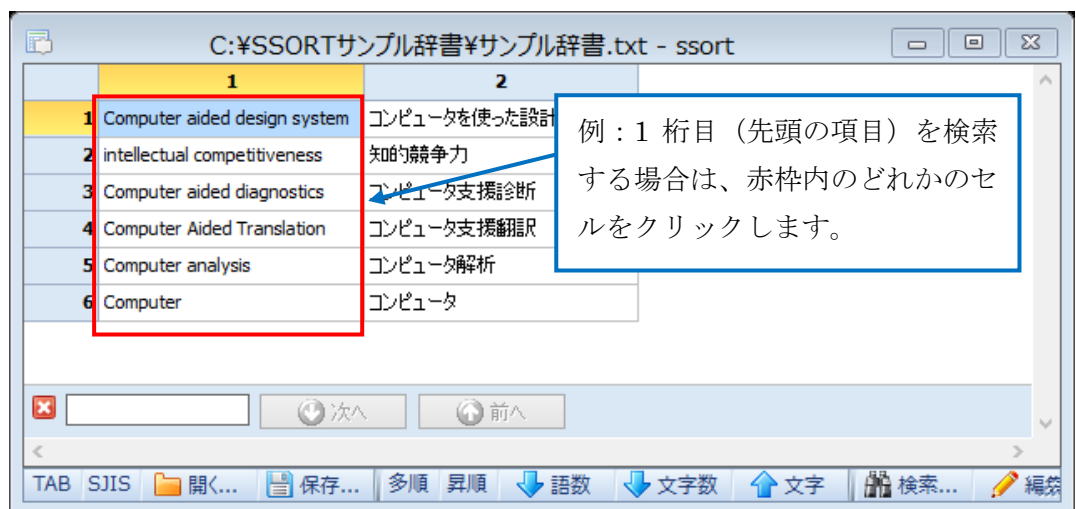 C:¥SSORTサンプル辞書¥サンプル辞書.txt - ssort
1 2
1 Computer aided design system コンピュータを使った設計
2 intellectual competitiveness 知的競争力
3 Computer aided diagnostics コンピュータ支援診断
4 Computer Aided Translation コンピュータ支援翻訳
5 Computer analysis コンピュータ解析
6 Computer コンピュータ
例：1 桁目（先頭の項目）を検索
する場合は、赤枠内のどれかのセ
ルをクリックします。
次へ 前へ
TAB SJIS 開く... 保存... 多順 昇順 語数 文字数 文字 検索... 編